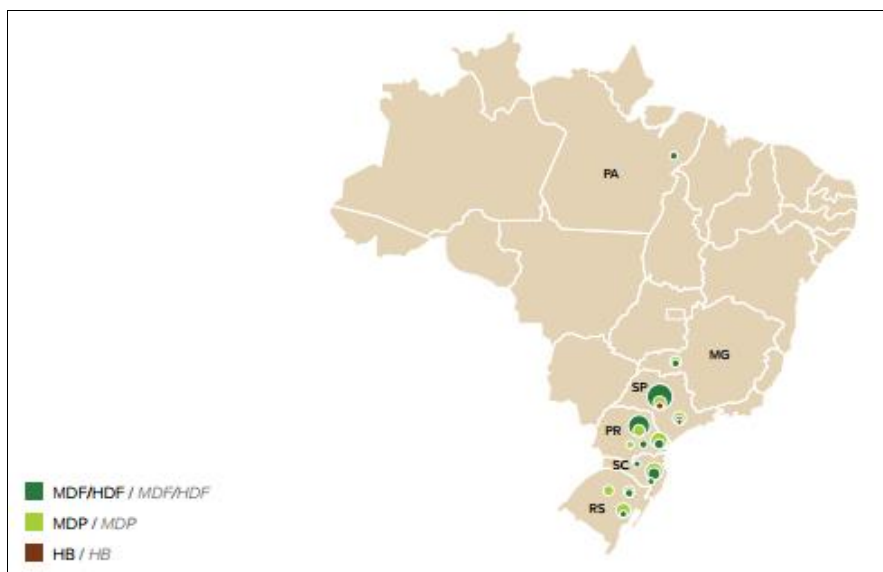 PA
MG
SP
PR
SC
RS
MDF/HDF / MDF/HDF
MDP / MDP
HB / HB